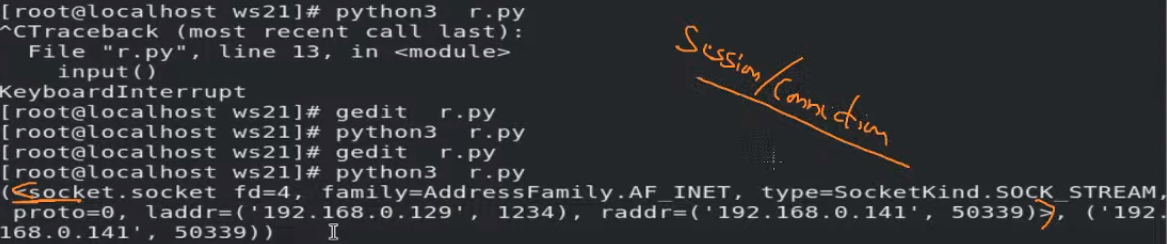 [root@localhost ws21]# python3  r.py
^CTraceback (most recent call last):
  File "r.py", line 13, in <module>
    input()
KeyboardInterrupt
[root@localhost ws21]# gedit  r.py
[root@localhost ws21]# python3  r.py
[root@localhost ws21]# gedit  r.py
[root@localhost ws21]# python3  r.py
(<socket.socket fd=4, family=AddressFamily.AF_INET, type=SocketKind.SOCK_STREAM,
 proto=0, laddr=('192.168.0.129', 1234), raddr=('192.168.0.141', 50339)>, ('192.
168.0.141', 50339))
Session/Connection